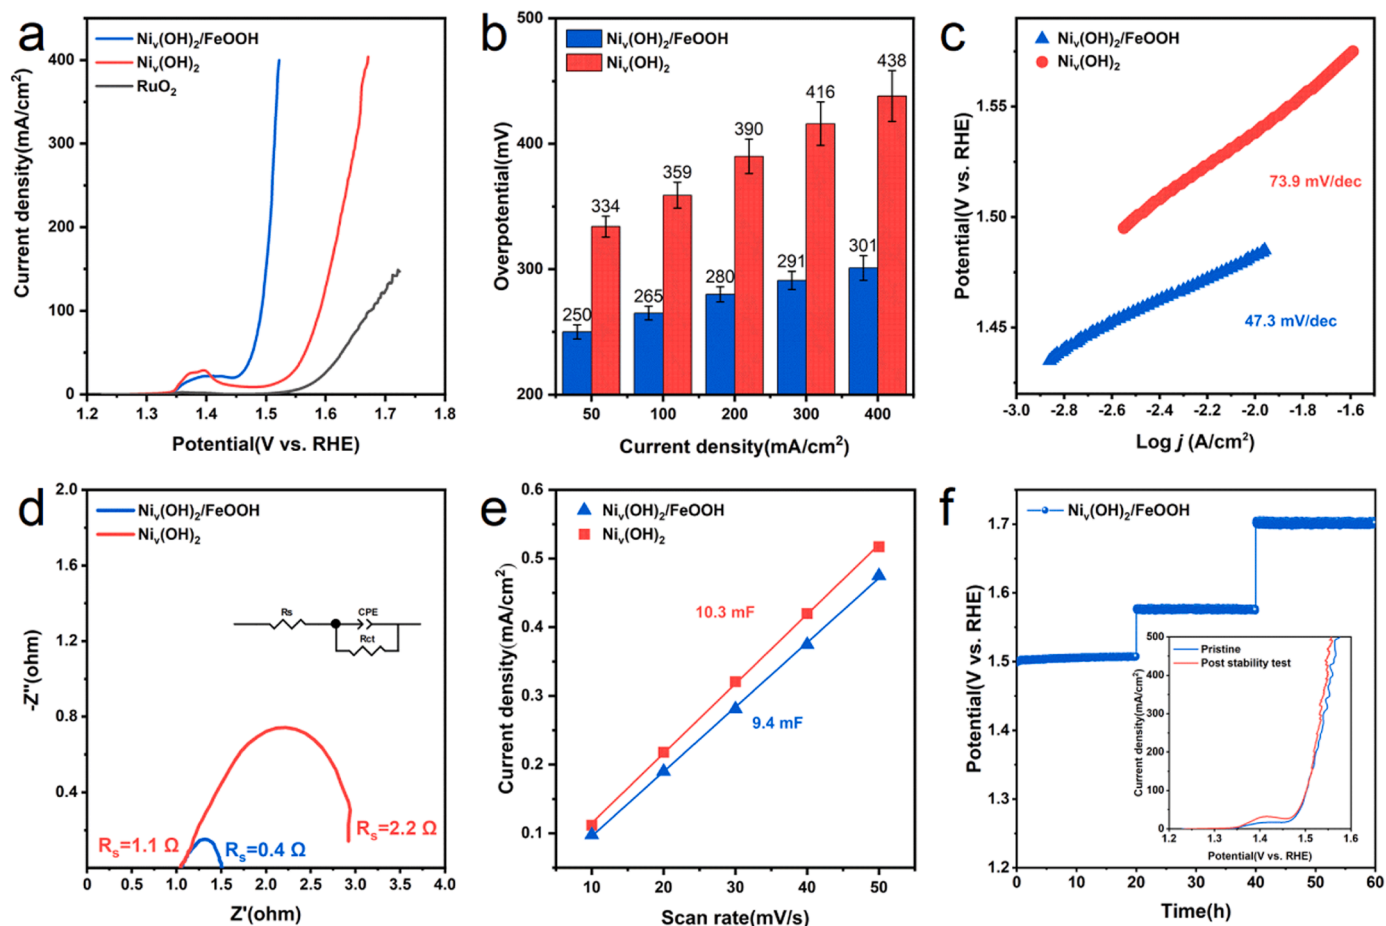 a
Niᵥ(OH)₂/FeOOH
Niᵥ(OH)₂
RuO₂
400
300
200
100
0
1.2 1.3 1.4 1.5 1.6 1.7 1.8
Current density(mA/cm²)
Potential(V vs. RHE)
b
Niᵥ(OH)₂/FeOOH
Niᵥ(OH)₂
500
400
300
200
250 334
265 359
280 390
291 416
301 438
50 100 200 300 400
Overpotential(mV)
Current density(mA/cm²)
c
Niᵥ(OH)₂/FeOOH
Niᵥ(OH)₂
1.55
1.50
1.45
73.9 mV/dec
47.3 mV/dec
-3.0 -2.8 -2.6 -2.4 -2.2 -2.0 -1.8 -1.6
Potential(V vs. RHE)
Log j (A/cm²)
d
Niᵥ(OH)₂/FeOOH
Niᵥ(OH)₂
2.0
1.6
1.2
0.8
0.4
Rs
CPE
Rct
Rₛ=1.1 Ω
Rₛ=0.4 Ω
Rₛ=2.2 Ω
0 0.5 1.0 1.5 2.0 2.5 3.0 3.5 4.0
-Z"(ohm)
Z'(ohm)
e
Niᵥ(OH)₂/FeOOH
Niᵥ(OH)₂
0.6
0.5
0.4
0.3
0.2
0.1
10.3 mF
9.4 mF
10 20 30 40 50
Current density(mA/cm²)
Scan rate(mV/s)
f
Niᵥ(OH)₂/FeOOH
1.7
1.6
1.5
1.4
1.3
1.2
0 10 20 30 40 50 60
Potential(V vs. RHE)
Time(h)
Pristine
Post stability test
500
400
300
200
100
0
1.2 1.3 1.4 1.5 1.6
Current density(mA/cm²)
Potential(V vs. RHE)